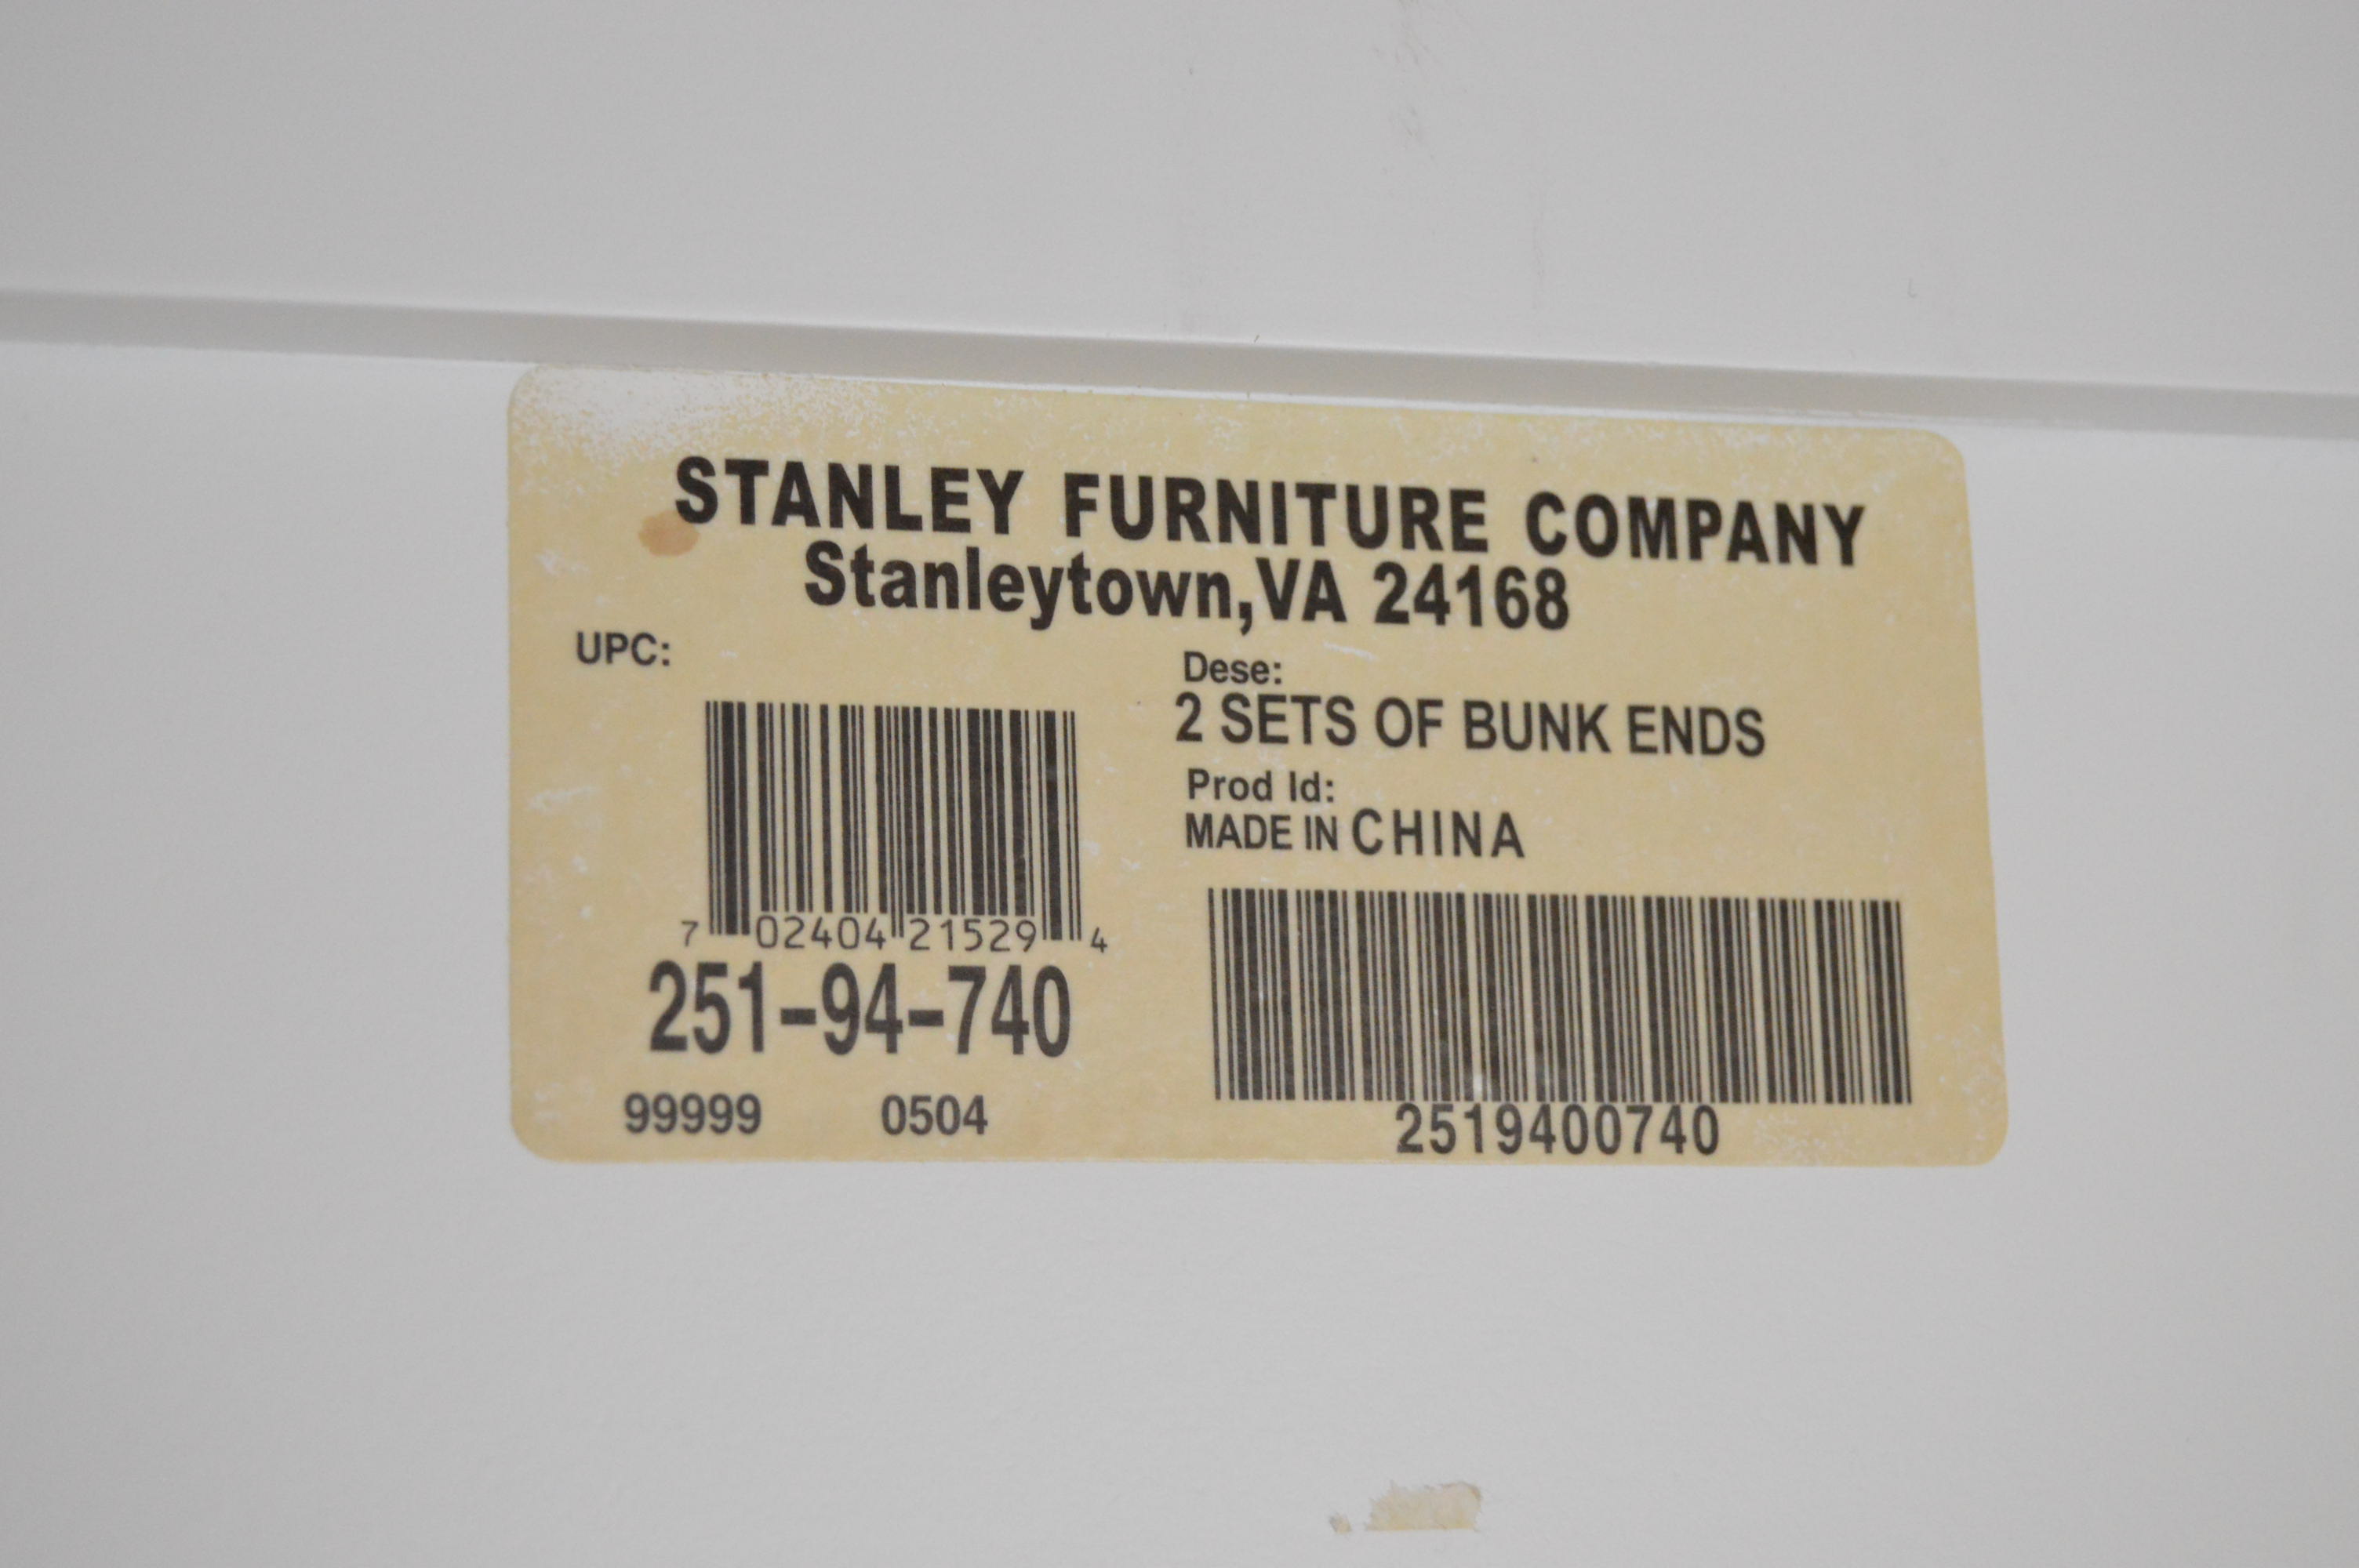 STANLEY FURNITURE COMPANY
Stanleytown,VA 24168
UPC:
7 02404 21529 4
251-94-740
99999 0504
Dese:
2 SETS OF BUNK ENDS
Prod Id:
MADE IN CHINA
2519400740